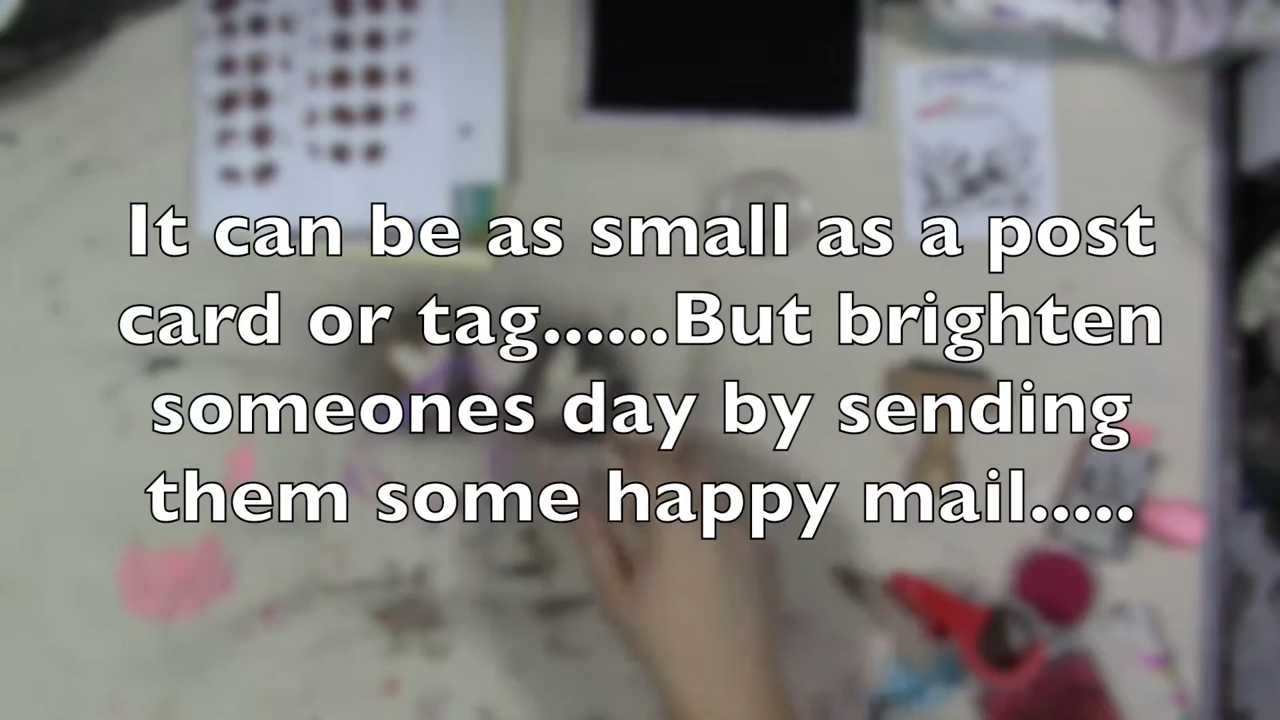 It can be as small as a post
card or tag......But brighten
someones day by sending
them some happy mail.....